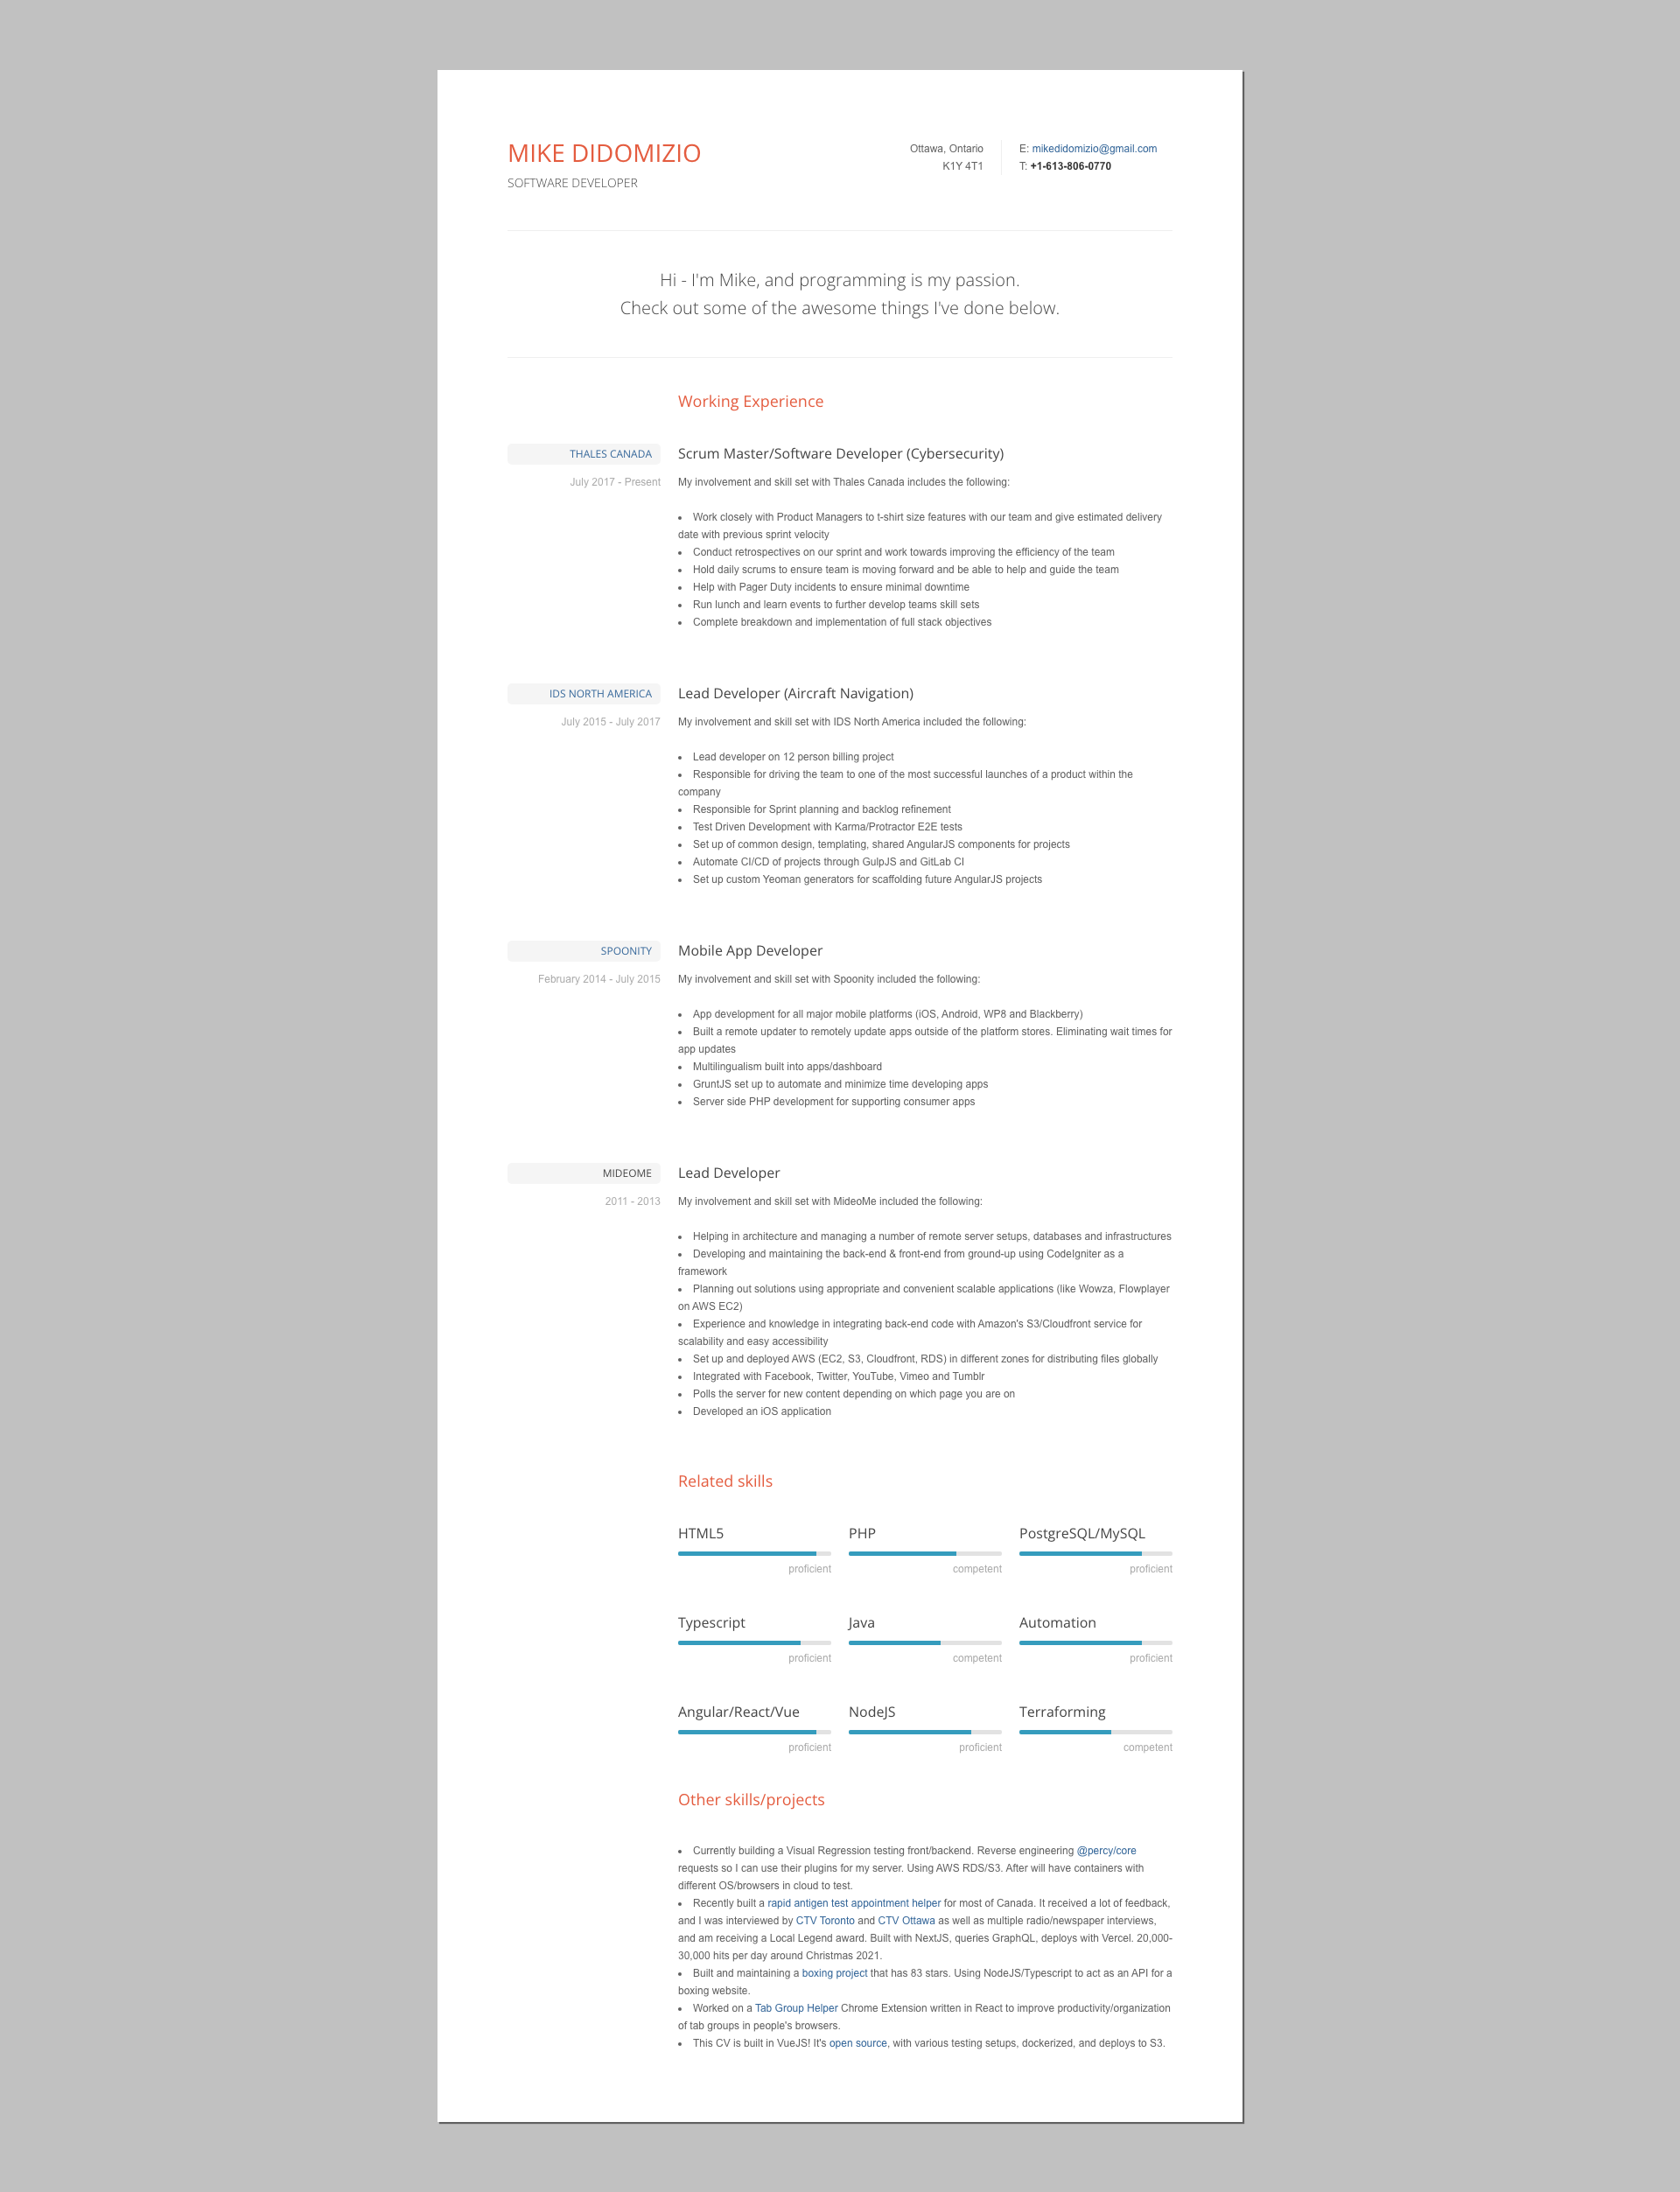 MIKE DIDOMIZIO
SOFTWARE DEVELOPER
Ottawa, Ontario
K1Y 4T1
E: mikedidomizio@gmail.com
T: +1-613-806-0770
Hi - I'm Mike, and programming is my passion.
Check out some of the awesome things I've done below.
Working Experience
THALES CANADA
July 2017 - Present
Scrum Master/Software Developer (Cybersecurity)
My involvement and skill set with Thales Canada includes the following:
• Work closely with Product Managers to t-shirt size features with our team and give estimated delivery
date with previous sprint velocity
• Conduct retrospectives on our sprint and work towards improving the efficiency of the team
• Hold daily scrums to ensure team is moving forward and be able to help and guide the team
• Help with Pager Duty incidents to ensure minimal downtime
• Run lunch and learn events to further develop teams skill sets
• Complete breakdown and implementation of full stack objectives
IDS NORTH AMERICA
July 2015 - July 2017
Lead Developer (Aircraft Navigation)
My involvement and skill set with IDS North America included the following:
• Lead developer on 12 person billing project
• Responsible for driving the team to one of the most successful launches of a product within the
company
• Responsible for Sprint planning and backlog refinement
• Test Driven Development with Karma/Protractor E2E tests
• Set up of common design, templating, shared AngularJS components for projects
• Automate CI/CD of projects through GulpJS and GitLab CI
• Set up custom Yeoman generators for scaffolding future AngularJS projects
SPOONITY
February 2014 - July 2015
Mobile App Developer
My involvement and skill set with Spoonity included the following:
• App development for all major mobile platforms (iOS, Android, WP8 and Blackberry)
• Built a remote updater to remotely update apps outside of the platform stores. Eliminating wait times for
app updates
• Multilingualism built into apps/dashboard
• GruntJS set up to automate and minimize time developing apps
• Server side PHP development for supporting consumer apps
MIDEOME
2011 - 2013
Lead Developer
My involvement and skill set with MideoMe included the following:
• Helping in architecture and managing a number of remote server setups, databases and infrastructures
• Developing and maintaining the back-end & front-end from ground-up using CodeIgniter as a
framework
• Planning out solutions using appropriate and convenient scalable applications (like Wowza, Flowplayer
on AWS EC2)
• Experience and knowledge in integrating back-end code with Amazon's S3/Cloudfront service for
scalability and easy accessibility
• Set up and deployed AWS (EC2, S3, Cloudfront, RDS) in different zones for distributing files globally
• Integrated with Facebook, Twitter, YouTube, Vimeo and Tumblr
• Polls the server for new content depending on which page you are on
• Developed an iOS application
Related skills
HTML5
proficient
PHP
competent
PostgreSQL/MySQL
proficient
Typescript
proficient
Java
competent
Automation
proficient
Angular/React/Vue
proficient
NodeJS
proficient
Terraforming
competent
Other skills/projects
• Currently building a Visual Regression testing front/backend. Reverse engineering @percy/core
requests so I can use their plugins for my server. Using AWS RDS/S3. After will have containers with
different OS/browsers in cloud to test.
• Recently built a rapid antigen test appointment helper for most of Canada. It received a lot of feedback,
and I was interviewed by CTV Toronto and CTV Ottawa as well as multiple radio/newspaper interviews,
and am receiving a Local Legend award. Built with NextJS, queries GraphQL, deploys with Vercel. 20,000-
30,000 hits per day around Christmas 2021.
• Built and maintaining a boxing project that has 83 stars. Using NodeJS/Typescript to act as an API for a
boxing website.
• Worked on a Tab Group Helper Chrome Extension written in React to improve productivity/organization
of tab groups in people's browsers.
• This CV is built in VueJS! It's open source, with various testing setups, dockerized, and deploys to S3.